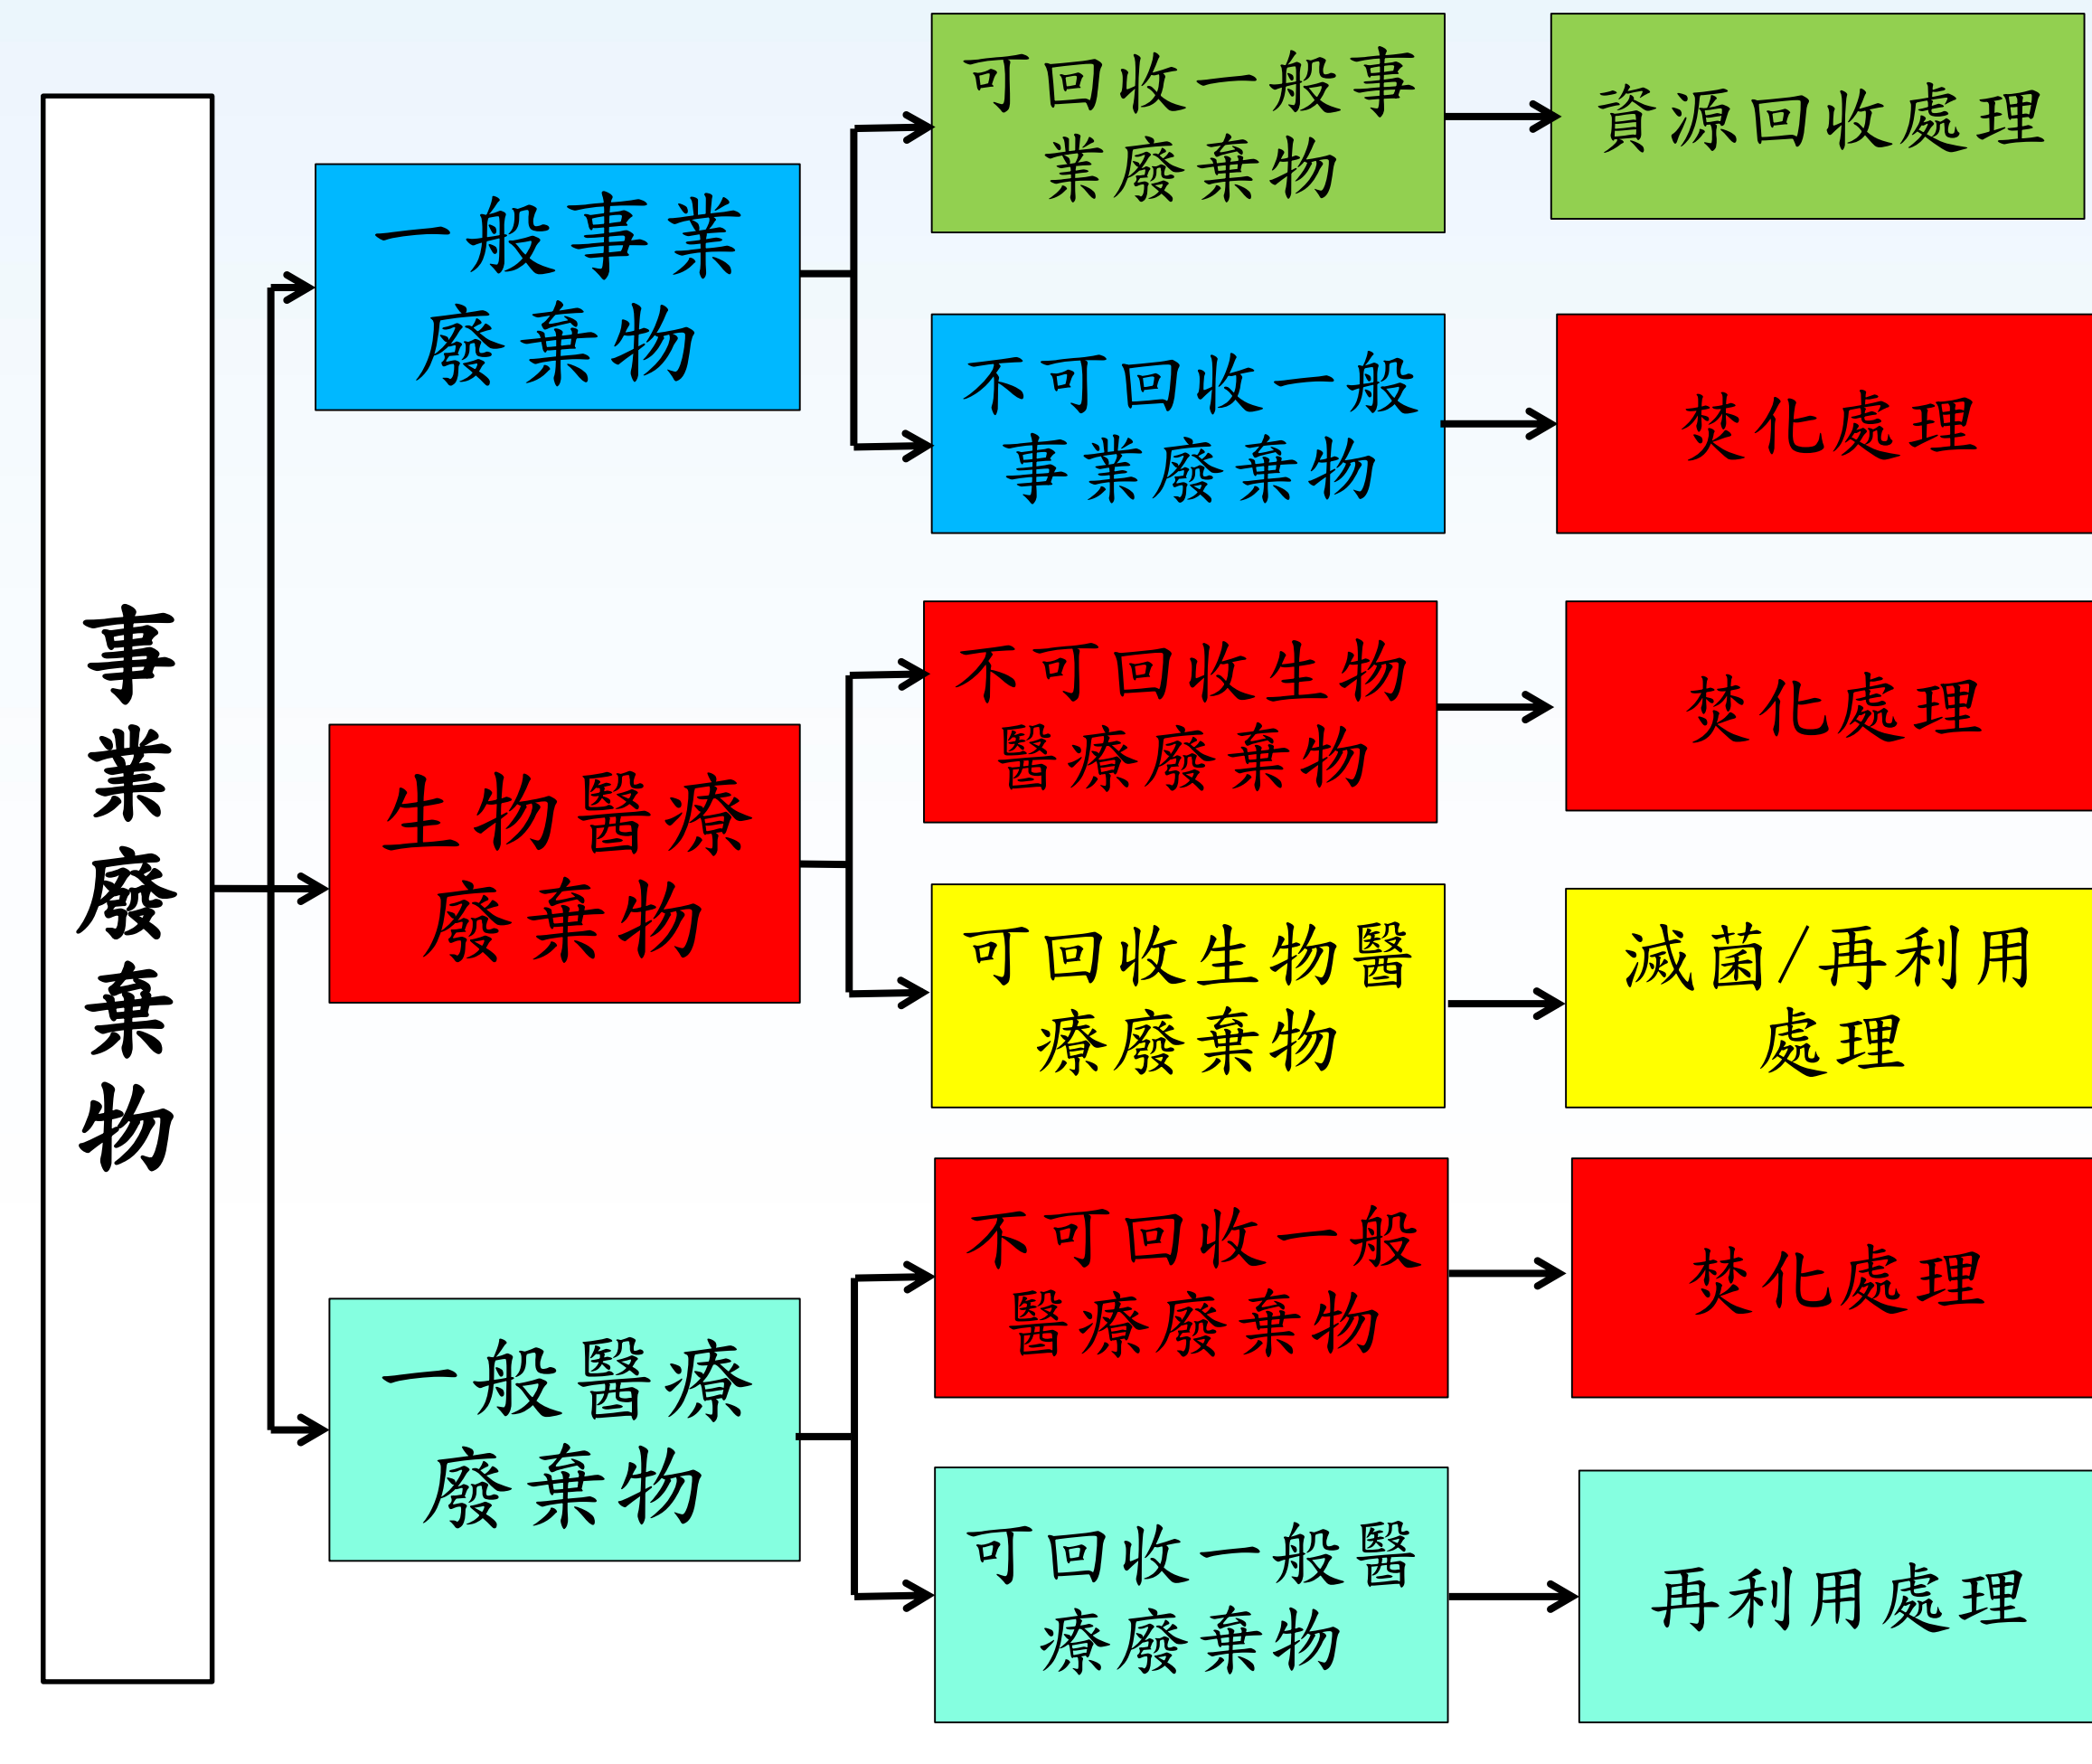 事業廢棄物
一般事業
廢棄物
可回收一般事
業廢棄物
資源回收處理
不可回收一般
事業廢棄物
焚化處理
生物醫療
廢棄物
不可回收生物
醫療廢棄物
焚化處理
可回收生物醫
療廢棄物
滅菌/再利用
處理
一般醫療
廢棄物
不可回收一般
醫療廢棄物
焚化處理
可回收一般醫
療廢棄物
再利用處理